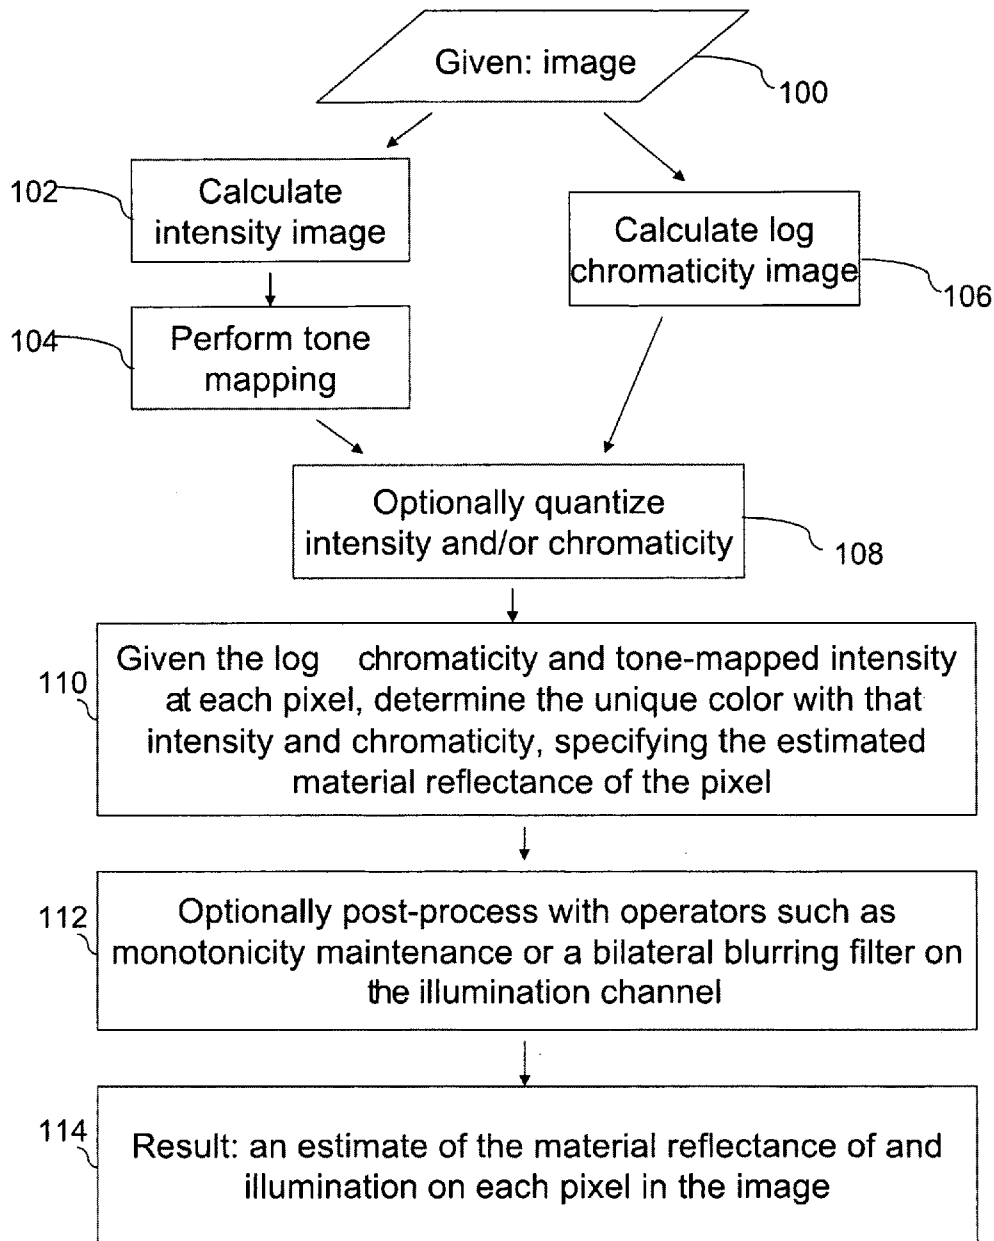 Given: image
100
102
Calculate
intensity image
Calculate log
chromaticity image
106
104
Perform tone
mapping
Optionally quantize
intensity and/or chromaticity
108
110
Given the log chromaticity and tone-mapped intensity
at each pixel, determine the unique color with that
intensity and chromaticity, specifying the estimated
material reflectance of the pixel
112
Optionally post-process with operators such as
monotonicity maintenance or a bilateral blurring filter on
the illumination channel
114
Result: an estimate of the material reflectance of and
illumination on each pixel in the image